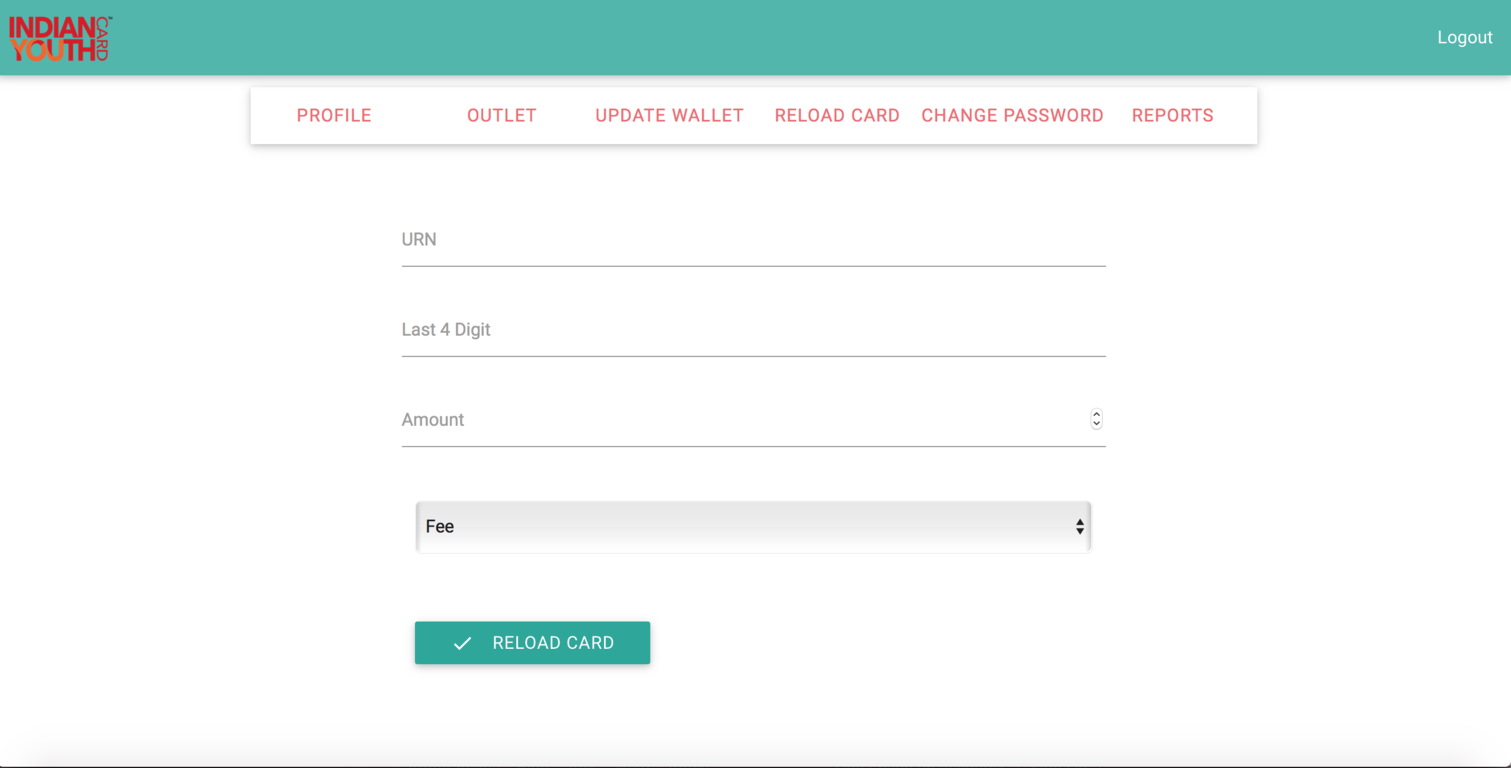 INDIAN
YOUTH
CARD
™
Logout
PROFILE OUTLET UPDATE WALLET RELOAD CARD CHANGE PASSWORD REPORTS
URN
Last 4 Digit
Amount
Fee
RELOAD CARD